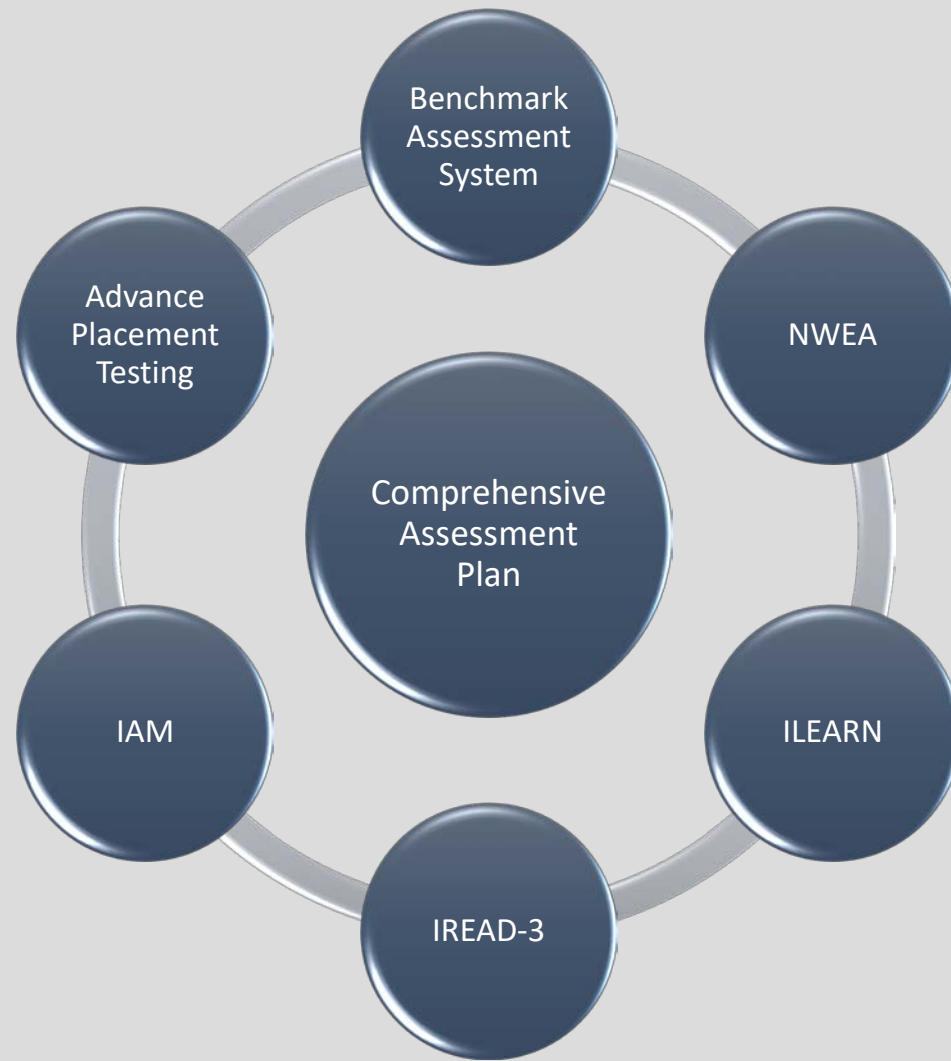 Benchmark
Assessment
System
NWEA
ILEARN
IREAD-3
IAM
Advance
Placement
Testing
Comprehensive
Assessment
Plan